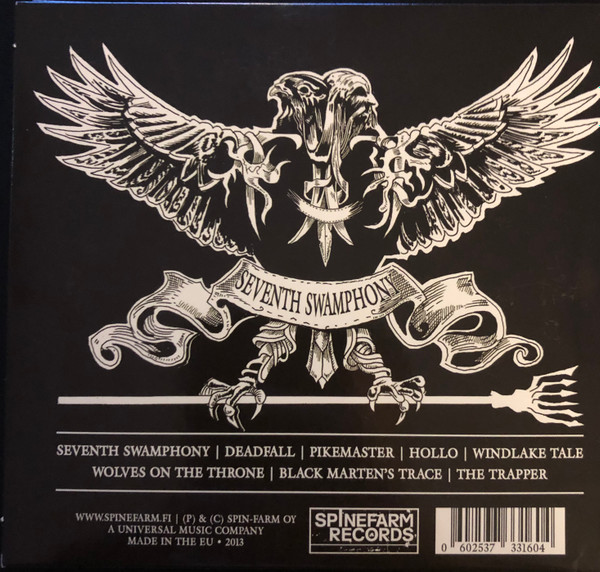 SEVENTH SWAMPHONY
SEVENTH SWAMPHONY | DEADFALL | PIKEMASTER | HOLLO | WINDLAKE TALE
WOLVES ON THE THRONE | BLACK MARTEN'S TRACE | THE TRAPPER
WWW.SPINEFARM.FI | (P) & (C) SPIN-FARM OY
A UNIVERSAL MUSIC COMPANY
MADE IN THE EU • 2013
SPINEFARM
RECORDS
0 602537 331604